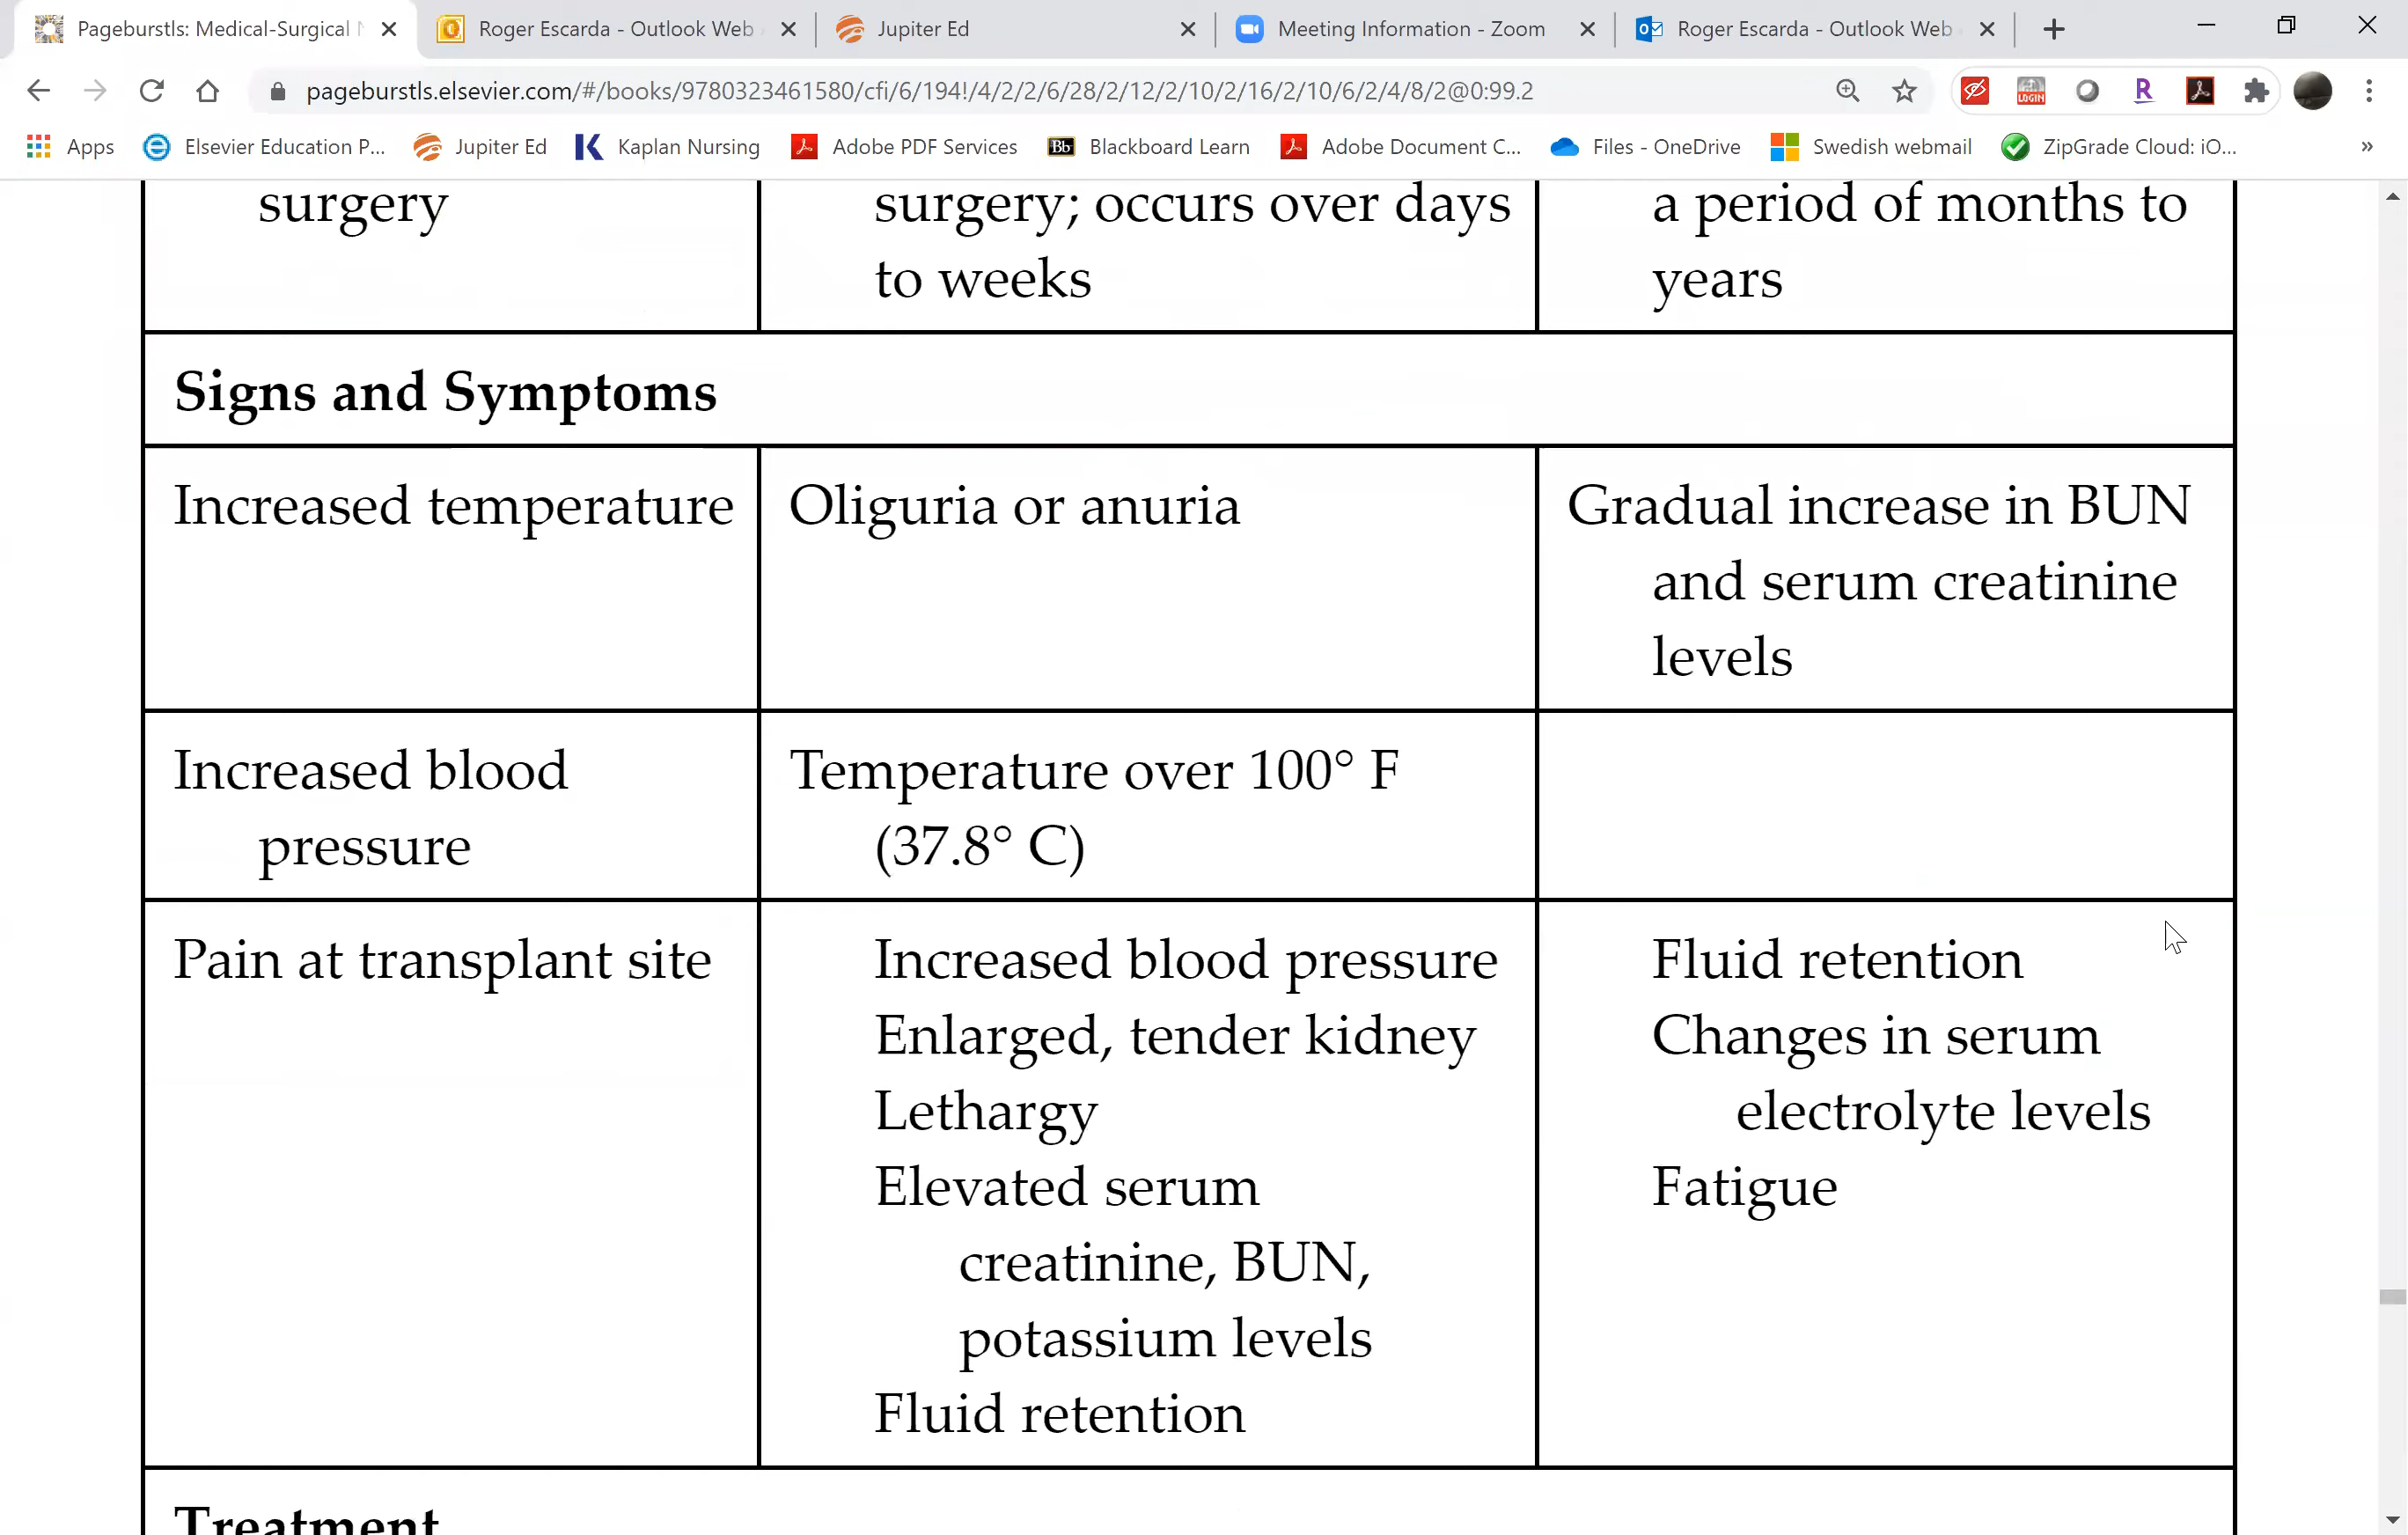 Pageburstls: Medical-Surgical
Roger Escarda - Outlook Web
Jupiter Ed
Meeting Information - Zoom
Roger Escarda - Outlook Web
pageburstls.elsevier.com/#/books/9780323461580/cfi/6/194!/4/2/2/6/28/2/12/2/10/2/16/2/10/6/2/4/8/2@0:99.2
LOGIN
R
Apps
Elsevier Education P...
Jupiter Ed
Kaplan Nursing
Adobe PDF Services
Bb
Blackboard Learn
Adobe Document C...
Files - OneDrive
Swedish webmail
ZipGrade Cloud: iO...
»
surgery
surgery; occurs over days
to weeks
a period of months to
years
Signs and Symptoms
Increased temperature
Oliguria or anuria
Gradual increase in BUN
and serum creatinine
levels
Increased blood
pressure
Temperature over 100° F
(37.8° C)
Pain at transplant site
Increased blood pressure
Enlarged, tender kidney
Lethargy
Elevated serum
creatinine, BUN,
potassium levels
Fluid retention
Fluid retention
Changes in serum
electrolyte levels
Fatigue
Treatment